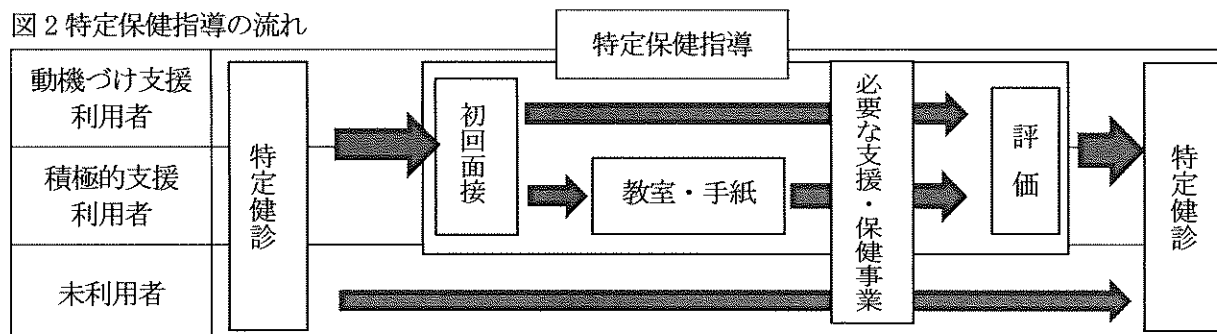 図2特定保健指導の流れ
特定保健指導
動機づけ支援
利用者
積極的支援
利用者
未利用者
特定健診
初回面接
教室・手紙
必要な支援・保健事業
評価
特定健診